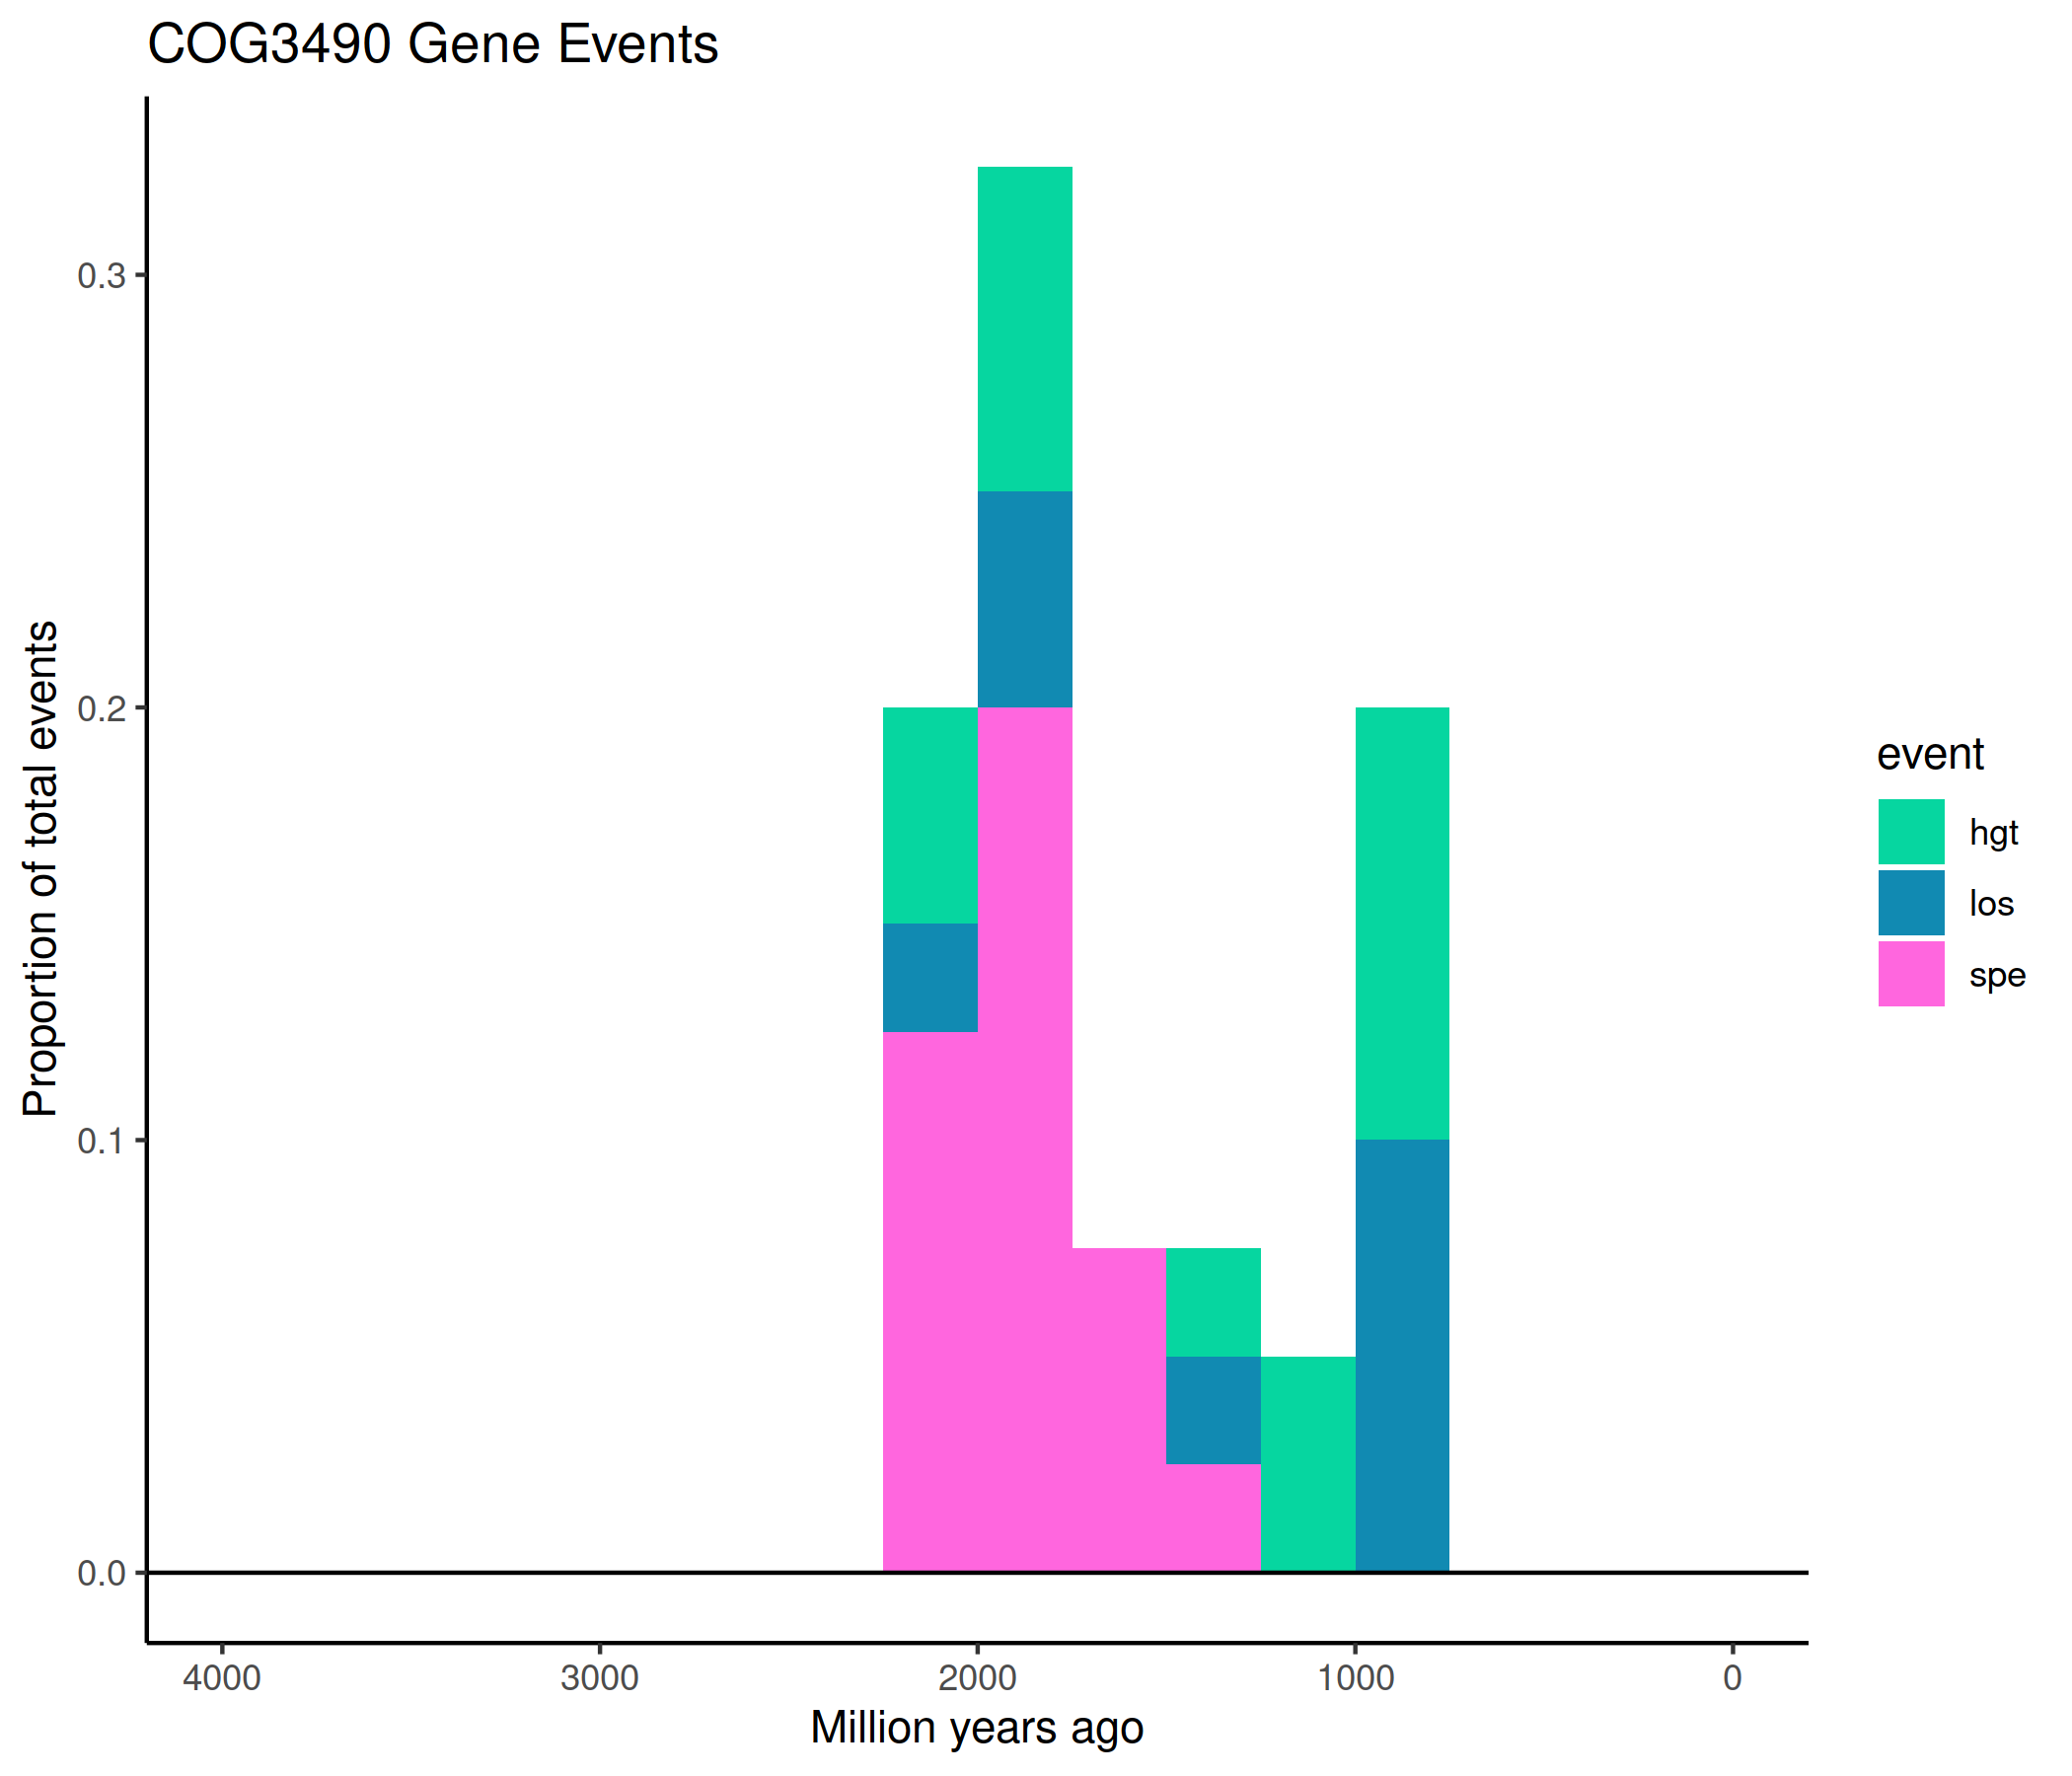 COG3490 Gene Events
Proportion of total events
0.3
0.2
0.1
0.0
4000 3000 2000 1000 0
Million years ago
event
hgt
los
spe